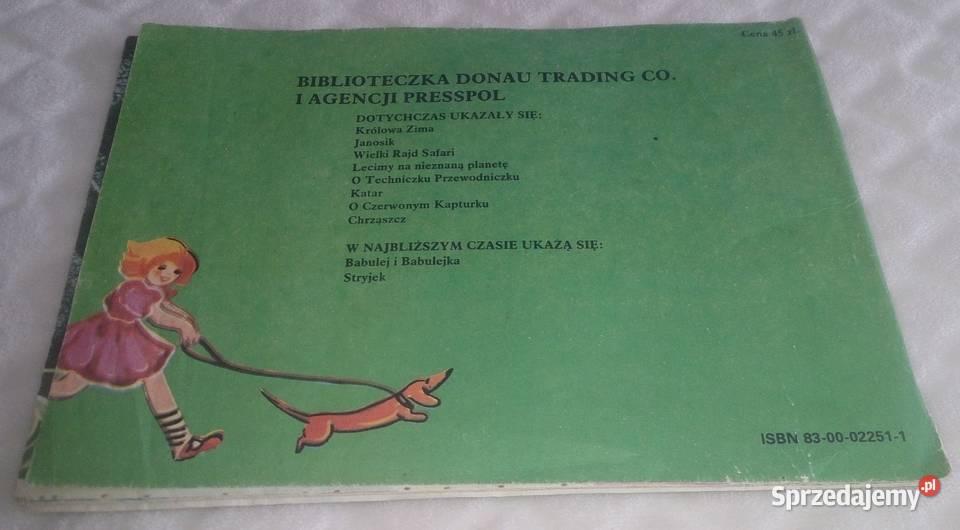 Cena 45 zł
BIBLIOTECZKA DONAU TRADING CO.
I AGENCJI PRESSPOL
DOTYCHCZAS UKAZAŁY SIĘ:
Królowa Zima
Janosik
Wielki Rajd Safari
Lecimy na nieznaną planetę
O Techniczku Przewodniczku
Katar
O Czerwonym Kapturku
Chrząszcz
W NAJBLIŻSZYM CZASIE UKAŻĄ SIĘ:
Babulej i Babulejka
Stryjek
ISBN 83-00-02251-1
Sprzedajemy.pl